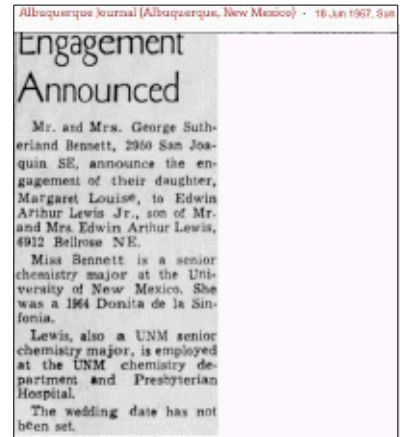 Albuquerque Journal (Albuquerque, New Mexico) · 18 Jun 1967, Sun
Engagement
Announced
Mr. and Mrs. George Suth-
erland Bennett, 2950 San Joa-
quin SE, announce the en-
gagement of their daughter,
Margaret Louise, to Edwin
Arthur Lewis Jr., son of Mr.
and Mrs. Edwin Arthur Lewis,
6912 Bellrose NE.
Miss Bennett is a senior
chemistry major at the Uni-
versity of New Mexico. She
was a 1964 Donita de la Sin-
fonia.
Lewis, also a UNM senior
chemistry major, is employed
at the UNM chemistry de-
partment and Presbyterian
Hospital.
The wedding date has not
been set.